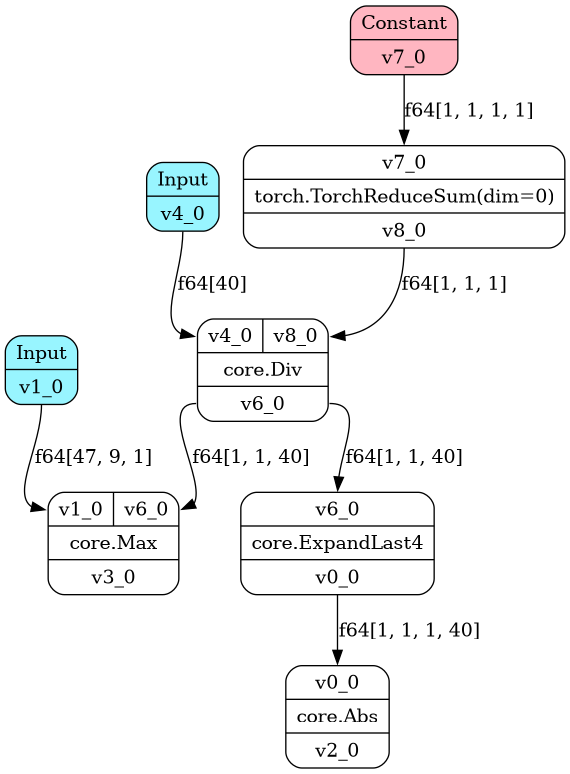 Constant
v7_0
f64[1, 1, 1, 1]
v7_0
torch.TorchReduceSum(dim=0)
v8_0
Input
v4_0
f64[40]
f64[1, 1, 1]
v4_0 v8_0
core.Div
v6_0
Input
v1_0
f64[47, 9, 1]
f64[1, 1, 40]
f64[1, 1, 40]
v1_0 v6_0
core.Max
v3_0
v6_0
core.ExpandLast4
v0_0
f64[1, 1, 1, 40]
v0_0
core.Abs
v2_0